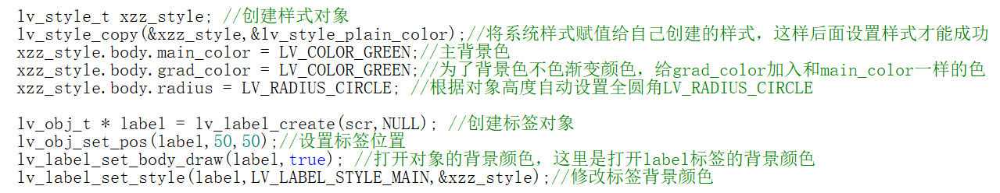 lv_style_t xzz_style; //创建样式对象
lv_style_copy(&xzz_style,&lv_style_plain_color);//将系统样式赋值给自己创建的样式，这样后面设置样式才能成功
xzz_style.body.main_color = LV_COLOR_GREEN;//主背景色
xzz_style.body.grad_color = LV_COLOR_GREEN;//为了背景色不色渐变颜色，给grad_color加入和main_color一样的色
xzz_style.body.radius = LV_RADIUS_CIRCLE; //根据对象高度自动设置全圆角LV_RADIUS_CIRCLE
lv_obj_t * label = lv_label_create(scr,NULL); //创建标签对象
lv_obj_set_pos(label,50,50);//设置标签位置
lv_label_set_body_draw(label,true); //打开对象的背景颜色，这里是打开label标签的背景颜色
lv_label_set_style(label,LV_LABEL_STYLE_MAIN,&xzz_style);//修改标签背景颜色